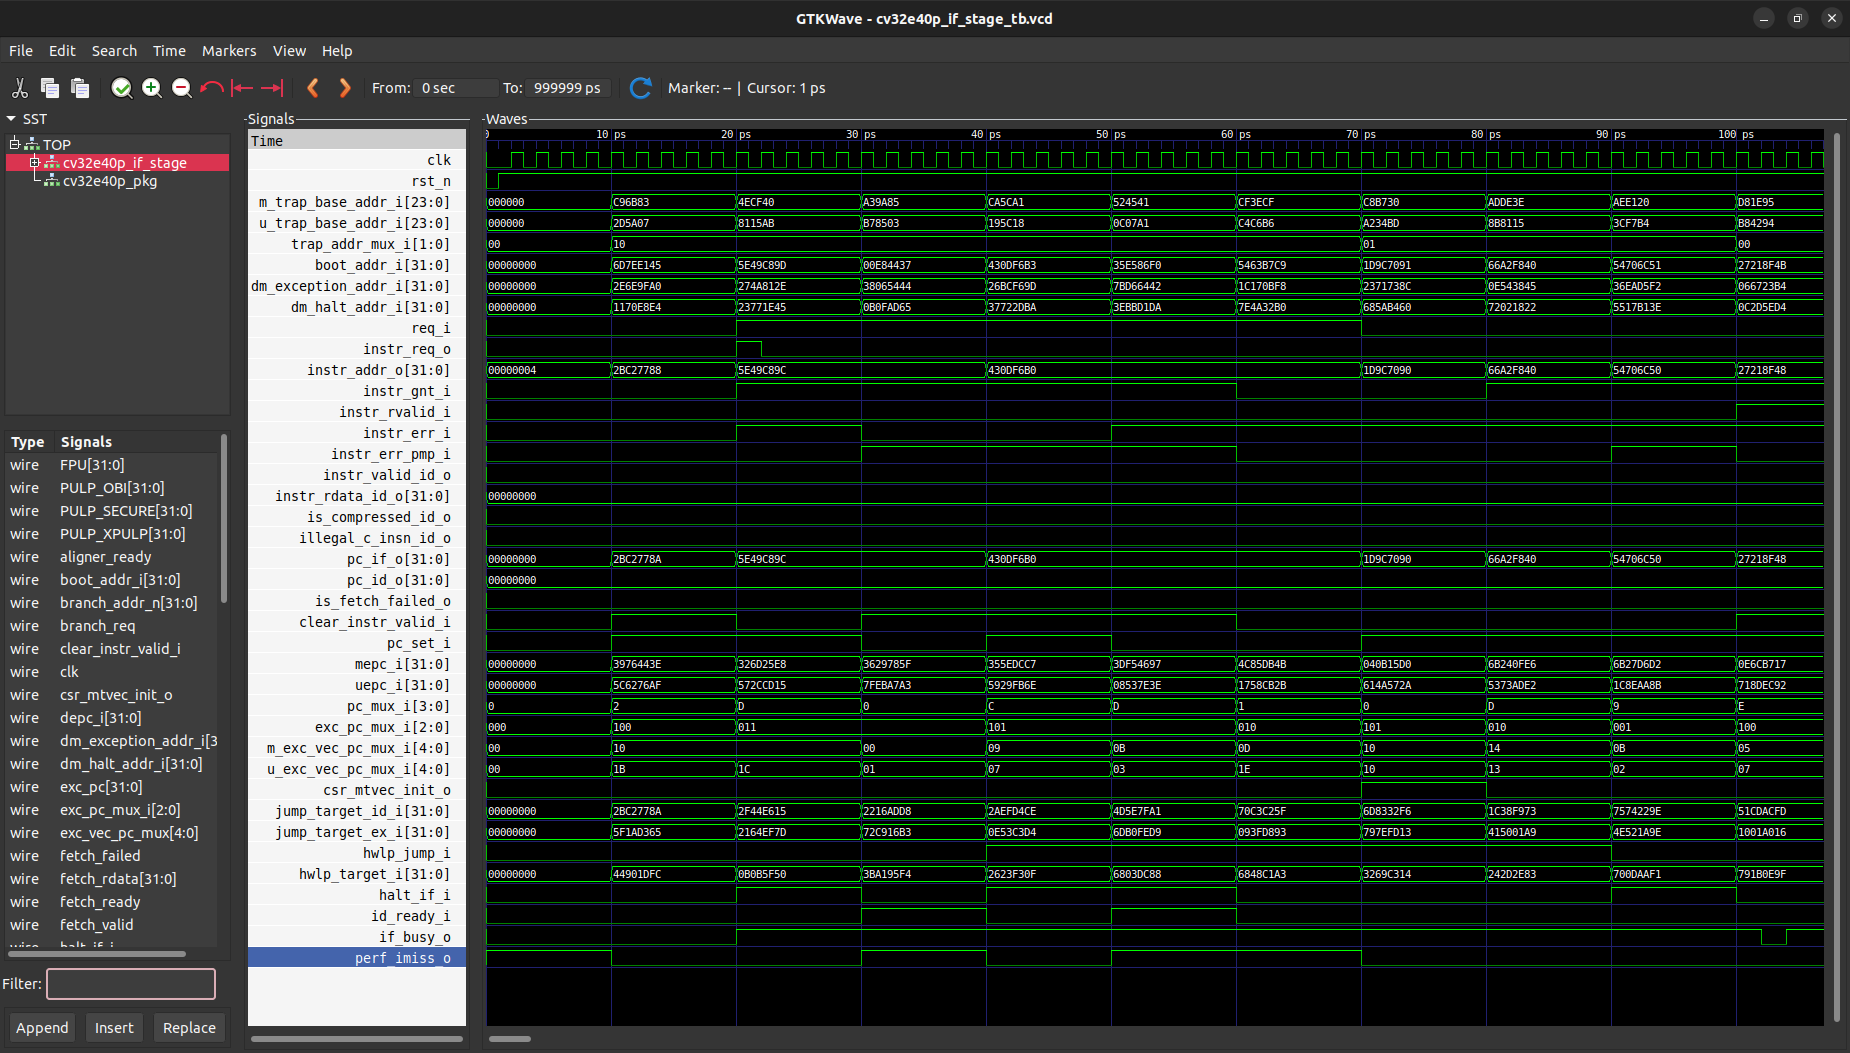 GTKWave - cv32e40p_if_stage_tb.vcd
File Edit Search Time Markers View Help
From: 0 sec To: 999999 ps Marker: -- | Cursor: 1 ps
SST
TOP
cv32e40p_if_stage
cv32e40p_pkg
Type Signals
wire FPU[31:0]
wire PULP_OBI[31:0]
wire PULP_SECURE[31:0]
wire PULP_XPULP[31:0]
wire aligner_ready
wire boot_addr_i[31:0]
wire branch_addr_n[31:0]
wire branch_req
wire clear_instr_valid_i
wire clk
wire csr_mtvec_init_o
wire depc_i[31:0]
wire dm_exception_addr_i[3
wire dm_halt_addr_i[31:0]
wire exc_pc[31:0]
wire exc_pc_mux_i[2:0]
wire exc_vec_pc_mux[4:0]
wire fetch_failed
wire fetch_rdata[31:0]
wire fetch_ready
wire fetch_valid
wire halt_if_i
Filter:
Append Insert Replace
Signals Waves
Time 0 10 ps 20 ps 30 ps 40 ps 50 ps 60 ps 70 ps 80 ps 90 ps 100 ps
clk
rst_n
m_trap_base_addr_i[23:0] 000000 C96B83 4ECF40 A39A85 CA5CA1 524541 CF3ECF C8B730 ADDE3E AEE120 D81E95
u_trap_base_addr_i[23:0] 000000 2D5A07 8115AB B78503 195C18 0C07A1 C4C6B6 A234BD 8B8115 3CF7B4 B84294
trap_addr_mux_i[1:0] 00 10 01 00
boot_addr_i[31:0] 00000000 6D7EE145 5E49C89D 00E84437 430DF6B3 35E586F0 5463B7C9 1D9C7091 66A2F840 54706C51 27218F4B
dm_exception_addr_i[31:0] 00000000 2E6E9FA0 274A812E 38065444 26BCF69D 7BD66442 1C170BF8 2371738C 0E543845 36EAD5F2 066723B4
dm_halt_addr_i[31:0] 00000000 1170E8E4 23771E45 0B0FAD65 37722DBA 3EBBD1DA 7E4A32B0 685AB460 72021822 5517B13E 0C2D5ED4
req_i
instr_req_o
instr_addr_o[31:0] 00000004 2BC27788 5E49C89C 430DF6B0 1D9C7090 66A2F840 54706C50 27218F48
instr_gnt_i
instr_rvalid_i
instr_err_i
instr_err_pmp_i
instr_valid_id_o
instr_rdata_id_o[31:0] 00000000
is_compressed_id_o
illegal_c_insn_id_o
pc_if_o[31:0] 00000000 2BC2778A 5E49C89C 430DF6B0 1D9C7090 66A2F840 54706C50 27218F48
pc_id_o[31:0] 00000000
is_fetch_failed_o
clear_instr_valid_i
pc_set_i
mepc_i[31:0] 00000000 3976443E 326D25E8 3629785F 355EDCC7 3DF54697 4C85DB4B 040B15D0 6B240FE6 6B27D6D2 0E6CB717
uepc_i[31:0] 00000000 5C6276AF 572CCD15 7FEBA7A3 5929FB6E 08537E3E 1758CB2B 614A572A 5373ADE2 1C8EAA8B 718DEC92
pc_mux_i[3:0] 0 2 D 0 C D 1 0 D 9 E
exc_pc_mux_i[2:0] 000 100 011 101 010 101 010 001 100
m_exc_vec_pc_mux_i[4:0] 00 10 00 09 0B 0D 10 14 0B 05
u_exc_vec_pc_mux_i[4:0] 00 1B 1C 01 07 03 1E 10 13 02 07
csr_mtvec_init_o
jump_target_id_i[31:0] 00000000 2BC2778A 2F44E615 2216ADD8 2AEFD4CE 4D5E7FA1 70C3C25F 6D8332F6 1C38F973 7574229E 51CDACFD
jump_target_ex_i[31:0] 00000000 5F1AD365 2164EF7D 72C916B3 0E53C3D4 6DB0FED9 093FD893 797EFD13 415001A9 4E521A9E 1001A016
hwlp_jump_i
hwlp_target_i[31:0] 00000000 44901DFC 0B0B5F50 3BA195F4 2623F30F 6803DC88 6848C1A3 3269C314 242D2E83 700DAAF1 791B0E9F
halt_if_i
id_ready_i
if_busy_o
perf_imiss_o